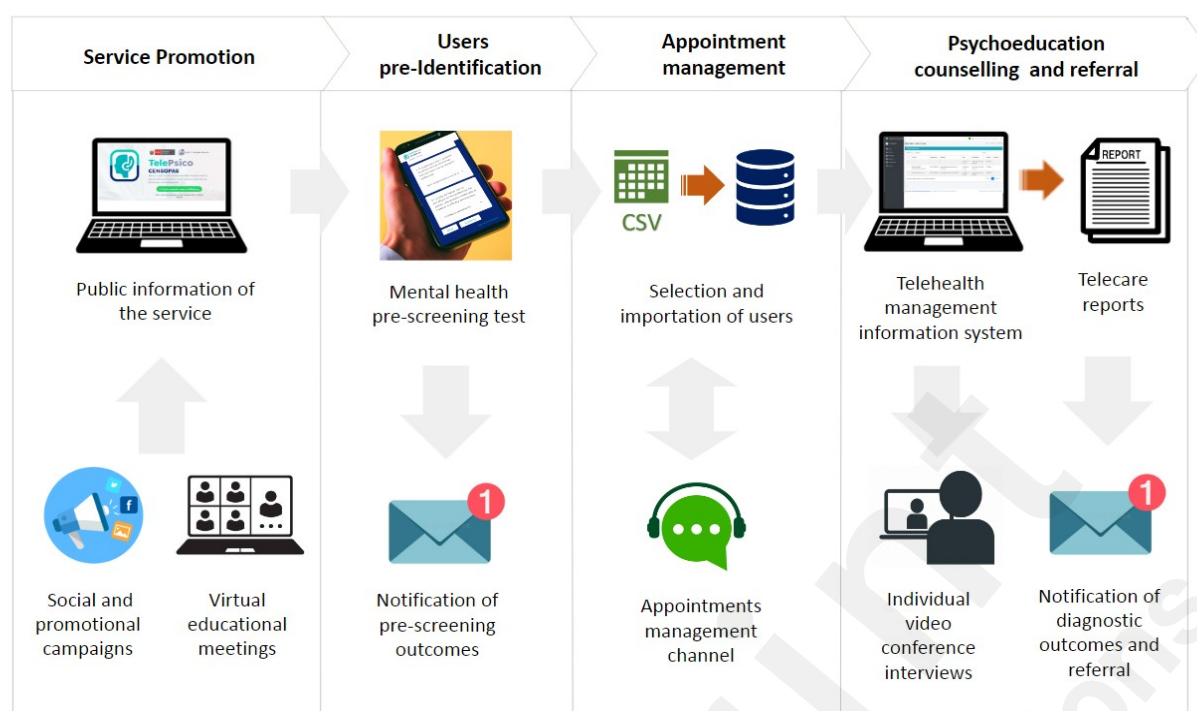 Service Promotion
Users
pre-Identification
Appointment
management
Psychoeducation
counselling and referral
TelePsico
CENSOPAS
Public information of
the service
Mental health
pre-screening test
CSV
Selection and
importation of users
Telehealth
management
information system
REPORT
Telecare
reports
f
Social and
promotional
campaigns
Virtual
educational
meetings
1
Notification of
pre-screening
outcomes
Appointments
management
channel
Individual
video
conference
interviews
1
Notification of
diagnostic
outcomes and
referral